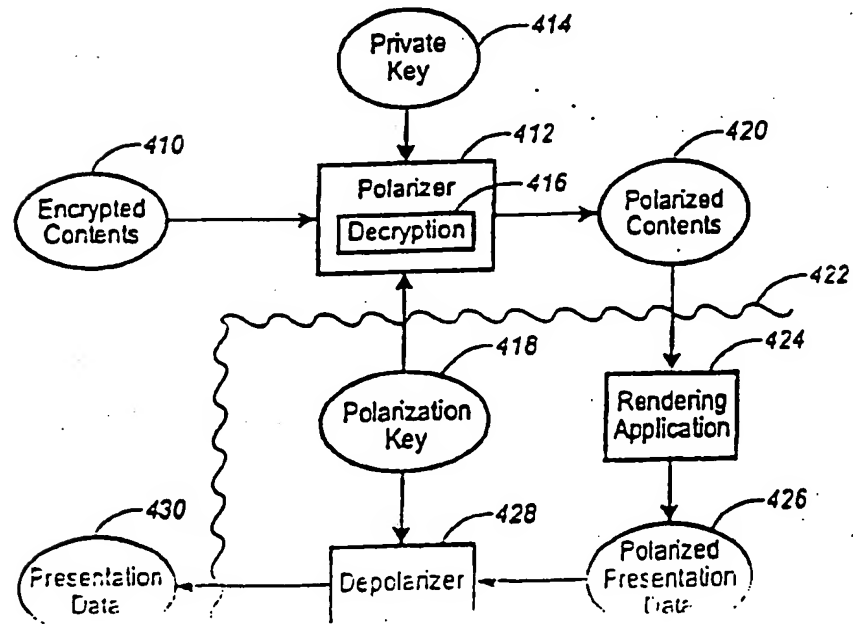 Private
Key
414
412
420
410
Polarizer
416
Encrypted
Contents
Decryption
Polarized
Contents
422
418
424
Polarization
Key
Rendering
Application
430
428
426
Presentation
Data
Depolarizer
Polarized
Presentation
Data